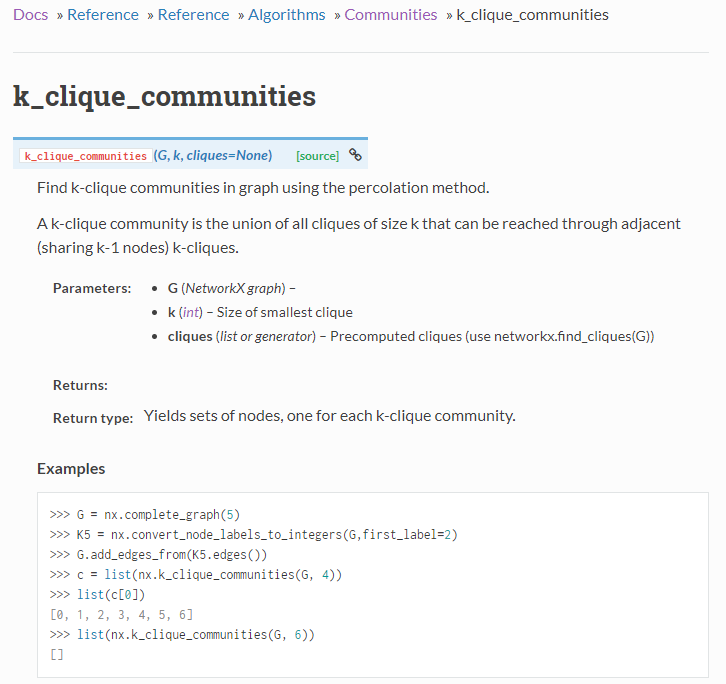 Docs » Reference » Reference » Algorithms » Communities » k_clique_communities
k_clique_communities
k_clique_communities(G, k, cliques=None) [source]
Find k-clique communities in graph using the percolation method.
A k-clique community is the union of all cliques of size k that can be reached through adjacent
(sharing k-1 nodes) k-cliques.
Parameters: • G (NetworkX graph) –
• k (int) – Size of smallest clique
• cliques (list or generator) – Precomputed cliques (use networkx.find_cliques(G))
Returns:
Return type: Yields sets of nodes, one for each k-clique community.
Examples
>>> G = nx.complete_graph(5)
>>> K5 = nx.convert_node_labels_to_integers(G,first_label=2)
>>> G.add_edges_from(K5.edges())
>>> c = list(nx.k_clique_communities(G, 4))
>>> list(c[0])
[0, 1, 2, 3, 4, 5, 6]
>>> list(nx.k_clique_communities(G, 6))
[]